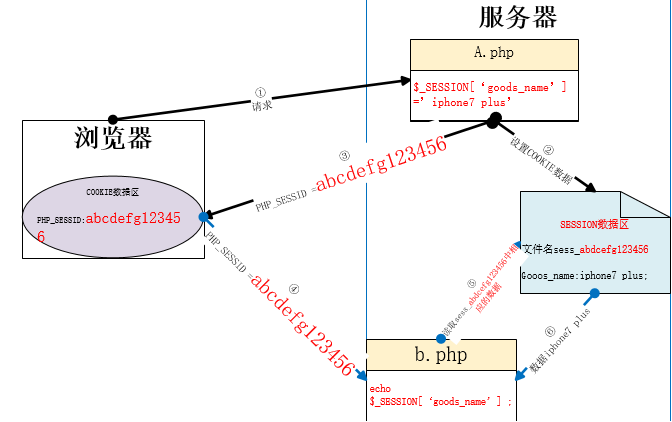 服务器
A.php
$_SESSION[‘goods_name’]
=’iphone7 plus’
①
请求
浏览器
COOKIE数据区
PHP_SESSID:abcdefg12345
6
③
PHP_SESSID =abcdefg123456
②
设置COOKIE数据
SESSION数据区
文件名sess_abdcefg123456
Gooos_name:iphone7 plus;
④
PHP_SESSID =abcdefg123456
⑤
读取sess_abdcefg123456中相
应的数据
⑥
数据iphone7 plus
b.php
echo
$_SESSION[‘goods_name’] ;